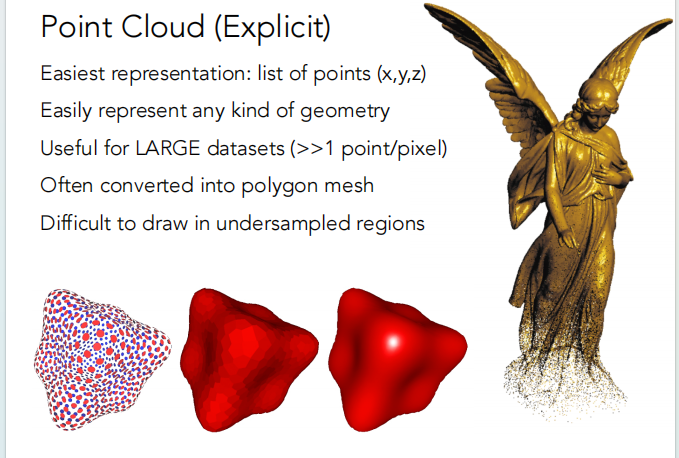 Point Cloud (Explicit)
Easiest representation: list of points (x,y,z)
Easily represent any kind of geometry
Useful for LARGE datasets (>>1 point/pixel)
Often converted into polygon mesh
Difficult to draw in undersampled regions